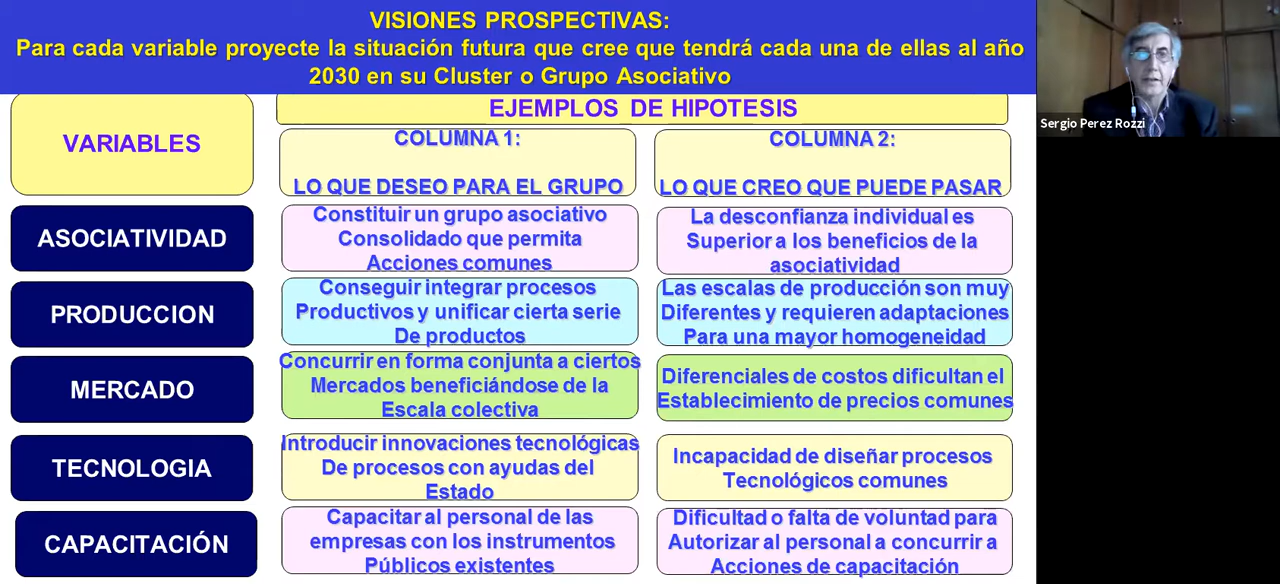 VISIONES PROSPECTIVAS:
Para cada variable proyecte la situación futura que cree que tendrá cada una de ellas al año
2030 en su Cluster o Grupo Asociativo
Sergio Perez Rozzi
VARIABLES
EJEMPLOS DE HIPOTESIS
COLUMNA 1:
LO QUE DESEO PARA EL GRUPO
COLUMNA 2:
LO QUE CREO QUE PUEDE PASAR
ASOCIATIVIDAD
Constituir un grupo asociativo
Consolidado que permita
Acciones comunes
La desconfianza individual es
Superior a los beneficios de la
asociatividad
PRODUCCION
Conseguir integrar procesos
Productivos y unificar cierta serie
De productos
Las escalas de producción son muy
Diferentes y requieren adaptaciones
Para una mayor homogeneidad
MERCADO
Concurrir en forma conjunta a ciertos
Mercados beneficiándose de la
Escala colectiva
Diferenciales de costos dificultan el
Establecimiento de precios comunes
TECNOLOGIA
Introducir innovaciones tecnológicas
De procesos con ayudas del
Estado
Incapacidad de diseñar procesos
Tecnológicos comunes
CAPACITACIÓN
Capacitar al personal de las
empresas con los instrumentos
Públicos existentes
Dificultad o falta de voluntad para
Autorizar al personal a concurrir a
Acciones de capacitación